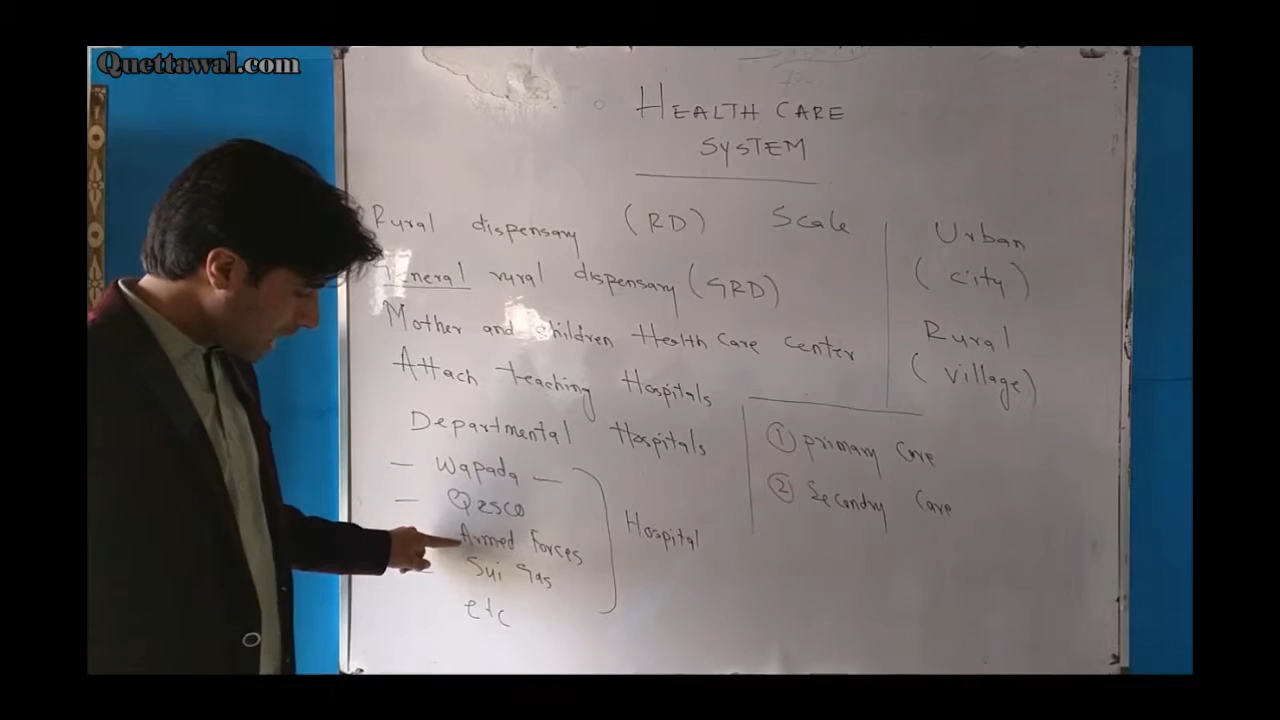 Quettawal.com
HEALTH CARE
SYSTEM
Rural dispensary (RD) Scale
General rural dispensary (GRD)
Mother and children Health Care center
Attach teaching Hospitals
Departmental Hospitals
— Wapada —
— QESCO
Armed Forces
— Sui Gas
etc
Hospital
Urban
(city)
Rural
(village)
① primary Care
② Secondry Care